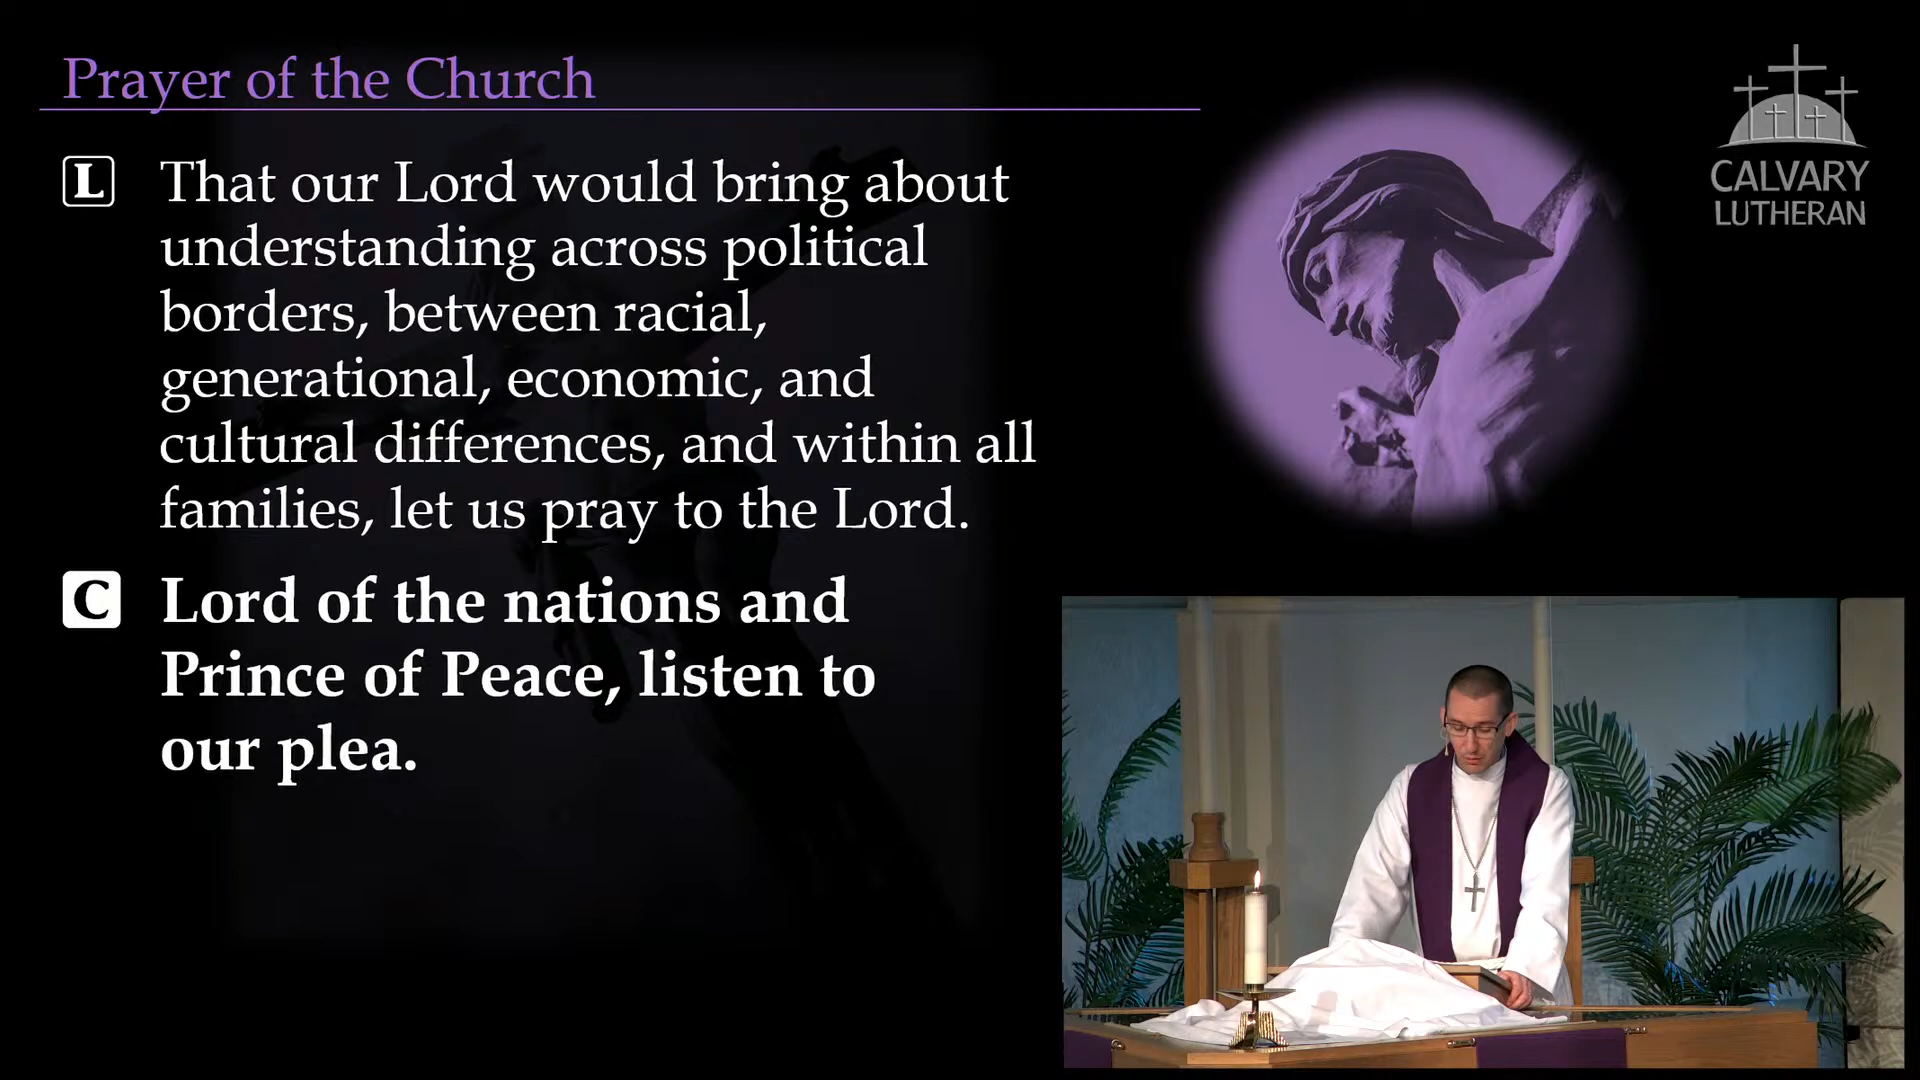 Prayer of the Church
L That our Lord would bring about
understanding across political
borders, between racial,
generational, economic, and
cultural differences, and within all
families, let us pray to the Lord.
C Lord of the nations and
Prince of Peace, listen to
our plea.
CALVARY
LUTHERAN